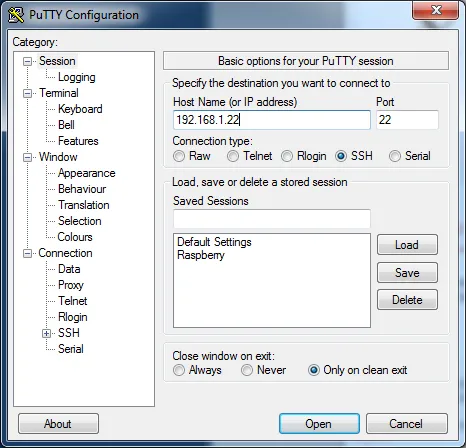 PuTTY Configuration
Category:
Session
Logging
Terminal
Keyboard
Bell
Features
Window
Appearance
Behaviour
Translation
Selection
Colours
Connection
Data
Proxy
Telnet
Rlogin
SSH
Serial
Basic options for your PuTTY session
Specify the destination you want to connect to
Host Name (or IP address) Port
192.168.1.22 22
Connection type:
Raw Telnet Rlogin SSH Serial
Load, save or delete a stored session
Saved Sessions
Default Settings
Raspberry
Load
Save
Delete
Close window on exit:
Always Never Only on clean exit
About Open Cancel